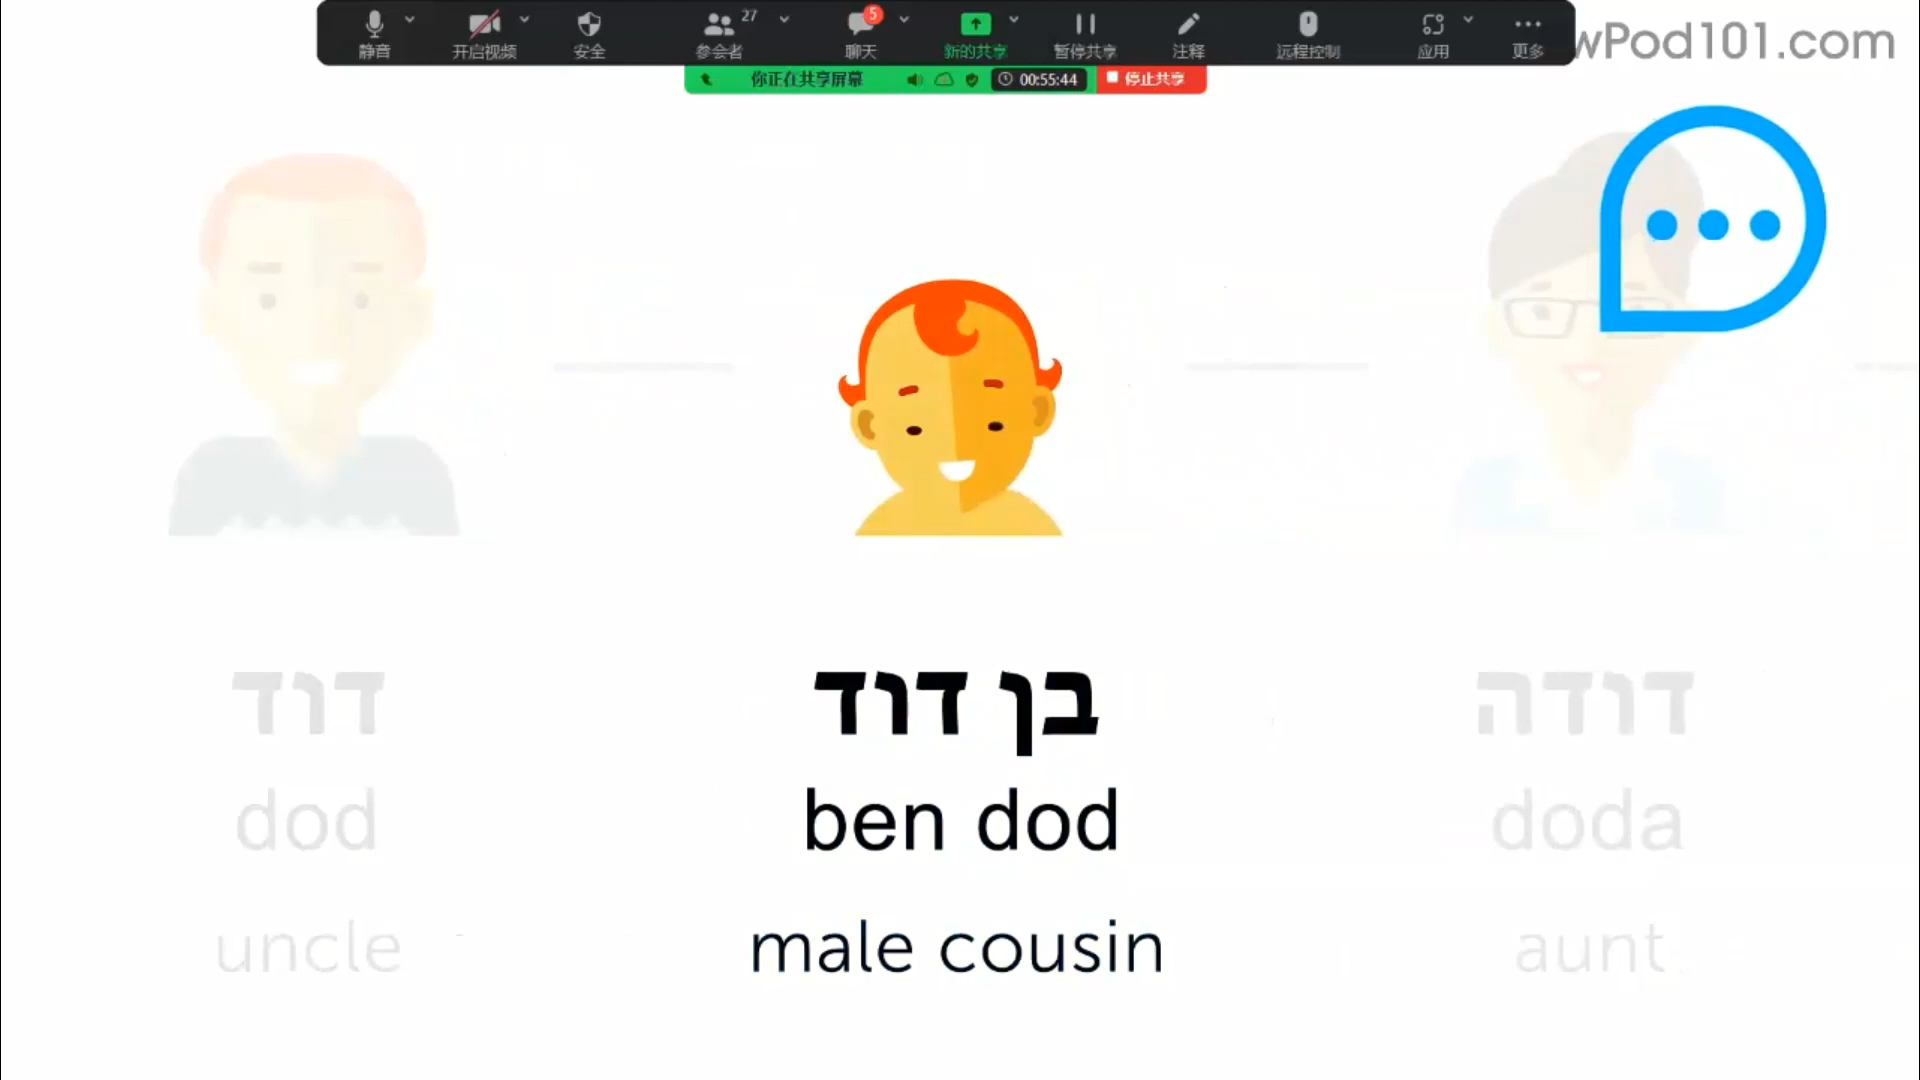 静音 开启视频 安全 参会者 27 聊天 5 新的共享 暂停共享 注释 远程控制 应用 更多
wPod101.com
你正在共享屏幕 00:55:44 停止共享
דוד בן דוד דודה
dod ben dod doda
uncle male cousin aunt